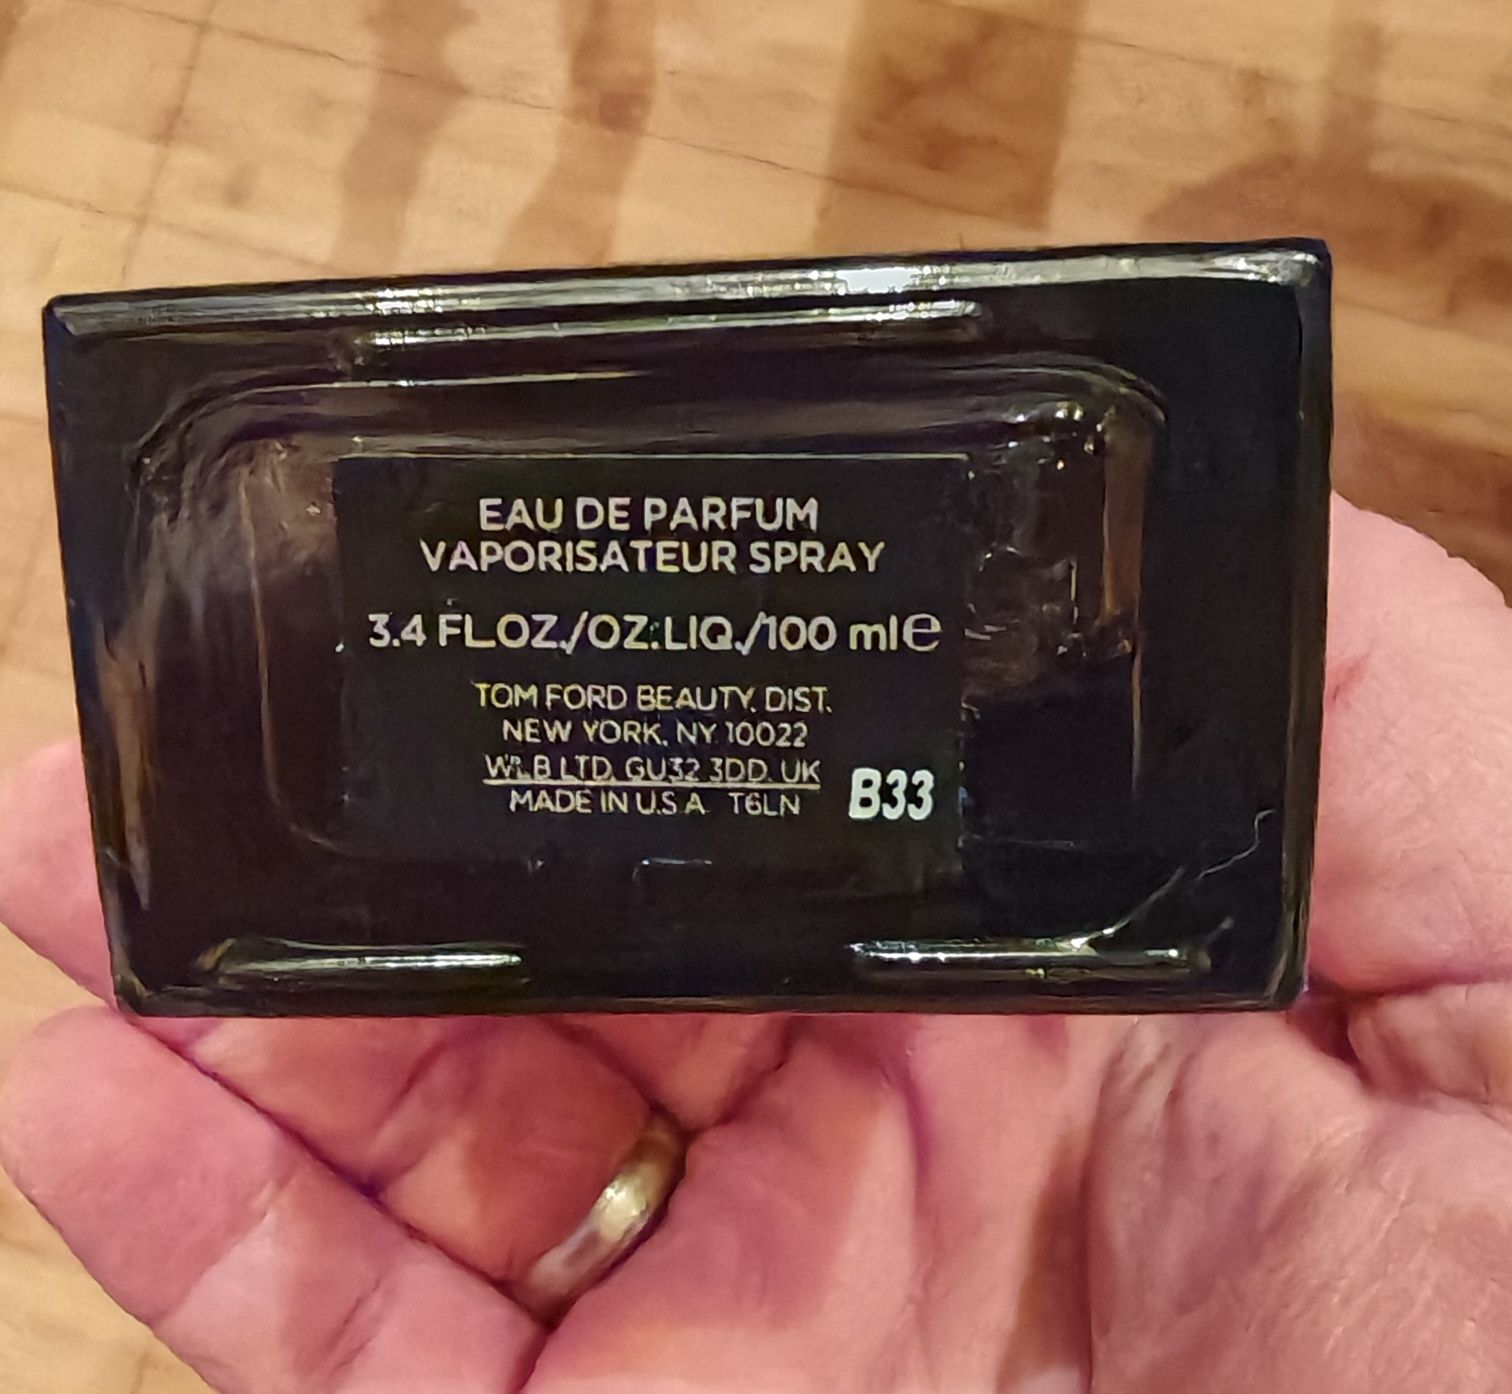 EAU DE PARFUM
VAPORISATEUR SPRAY
3.4 FL.OZ./OZ.LIQ./100 ml e
TOM FORD BEAUTY, DIST.
NEW YORK, NY 10022
WLB LTD. GU32 3DD. UK
MADE IN U.S.A. T6LN
B33